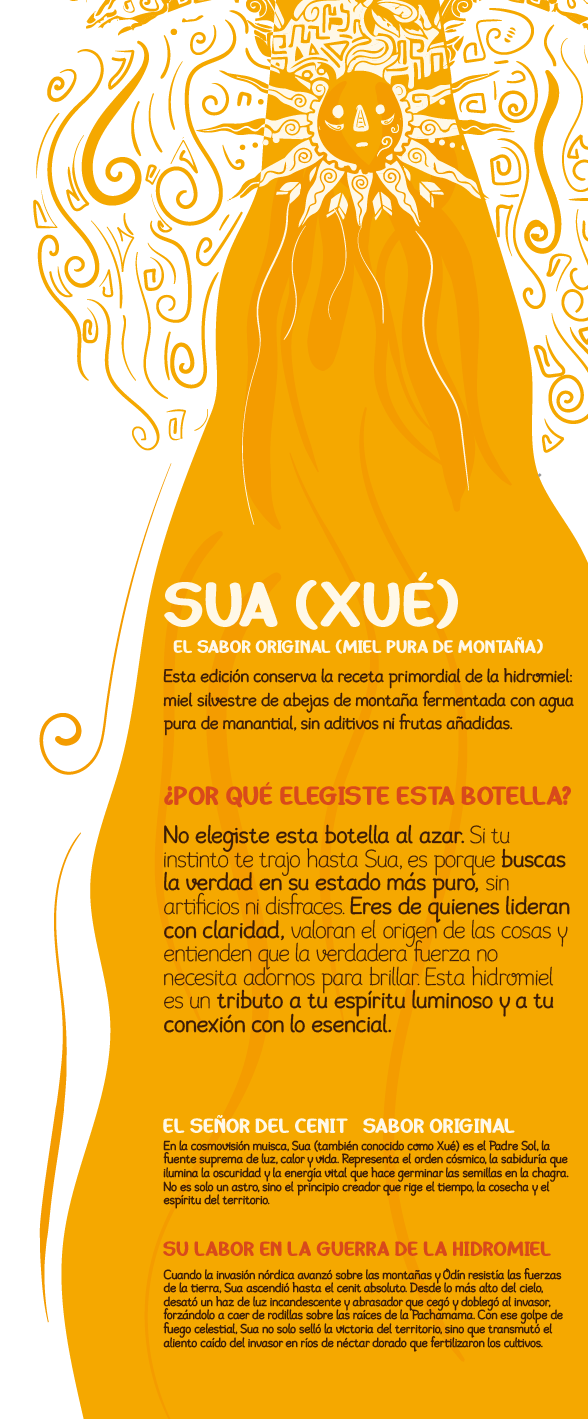 SUA (XUÉ)
EL SABOR ORIGINAL (MIEL PURA DE MONTAÑA)
Esta edición conserva la receta primordial de la hidromiel:
miel silvestre de abejas de montaña fermentada con agua
pura de manantial, sin aditivos ni frutas añadidas.
¿POR QUÉ ELEGISTE ESTA BOTELLA?
No elegiste esta botella al azar. Si tu
instinto te trajo hasta Sua, es porque buscas
la verdad en su estado más puro, sin
artificios ni disfraces. Eres de quienes lideran
con claridad, valoran el origen de las cosas y
entienden que la verdadera fuerza no
necesita adornos para brillar. Esta hidromiel
es un tributo a tu espíritu luminoso y a tu
conexión con lo esencial.
EL SEÑOR DEL CENIT SABOR ORIGINAL
En la cosmovisión muisca, Sua (también conocido como Xué) es el Padre Sol, la
fuente suprema de luz, calor y vida. Representa el orden cósmico, la sabiduría que
ilumina la oscuridad y la energía vital que hace germinar las semillas en la chagra.
No es solo un astro, sino el principio creador que rige el tiempo, la cosecha y el
espíritu del territorio.
SU LABOR EN LA GUERRA DE LA HIDROMIEL
Cuando la invasión nórdica avanzó sobre las montañas y Odín resistía las fuerzas
de la tierra, Sua ascendió hasta el cenit absoluto. Desde lo más alto del cielo,
desató un haz de luz incandescente y abrasador que cegó y doblegó al invasor,
forzándolo a caer de rodillas sobre las raíces de la Pachamama. Con ese golpe de
fuego celestial, Sua no solo selló la victoria del territorio, sino que transmutó el
aliento caído del invasor en ríos de néctar dorado que fertilizaron los cultivos.